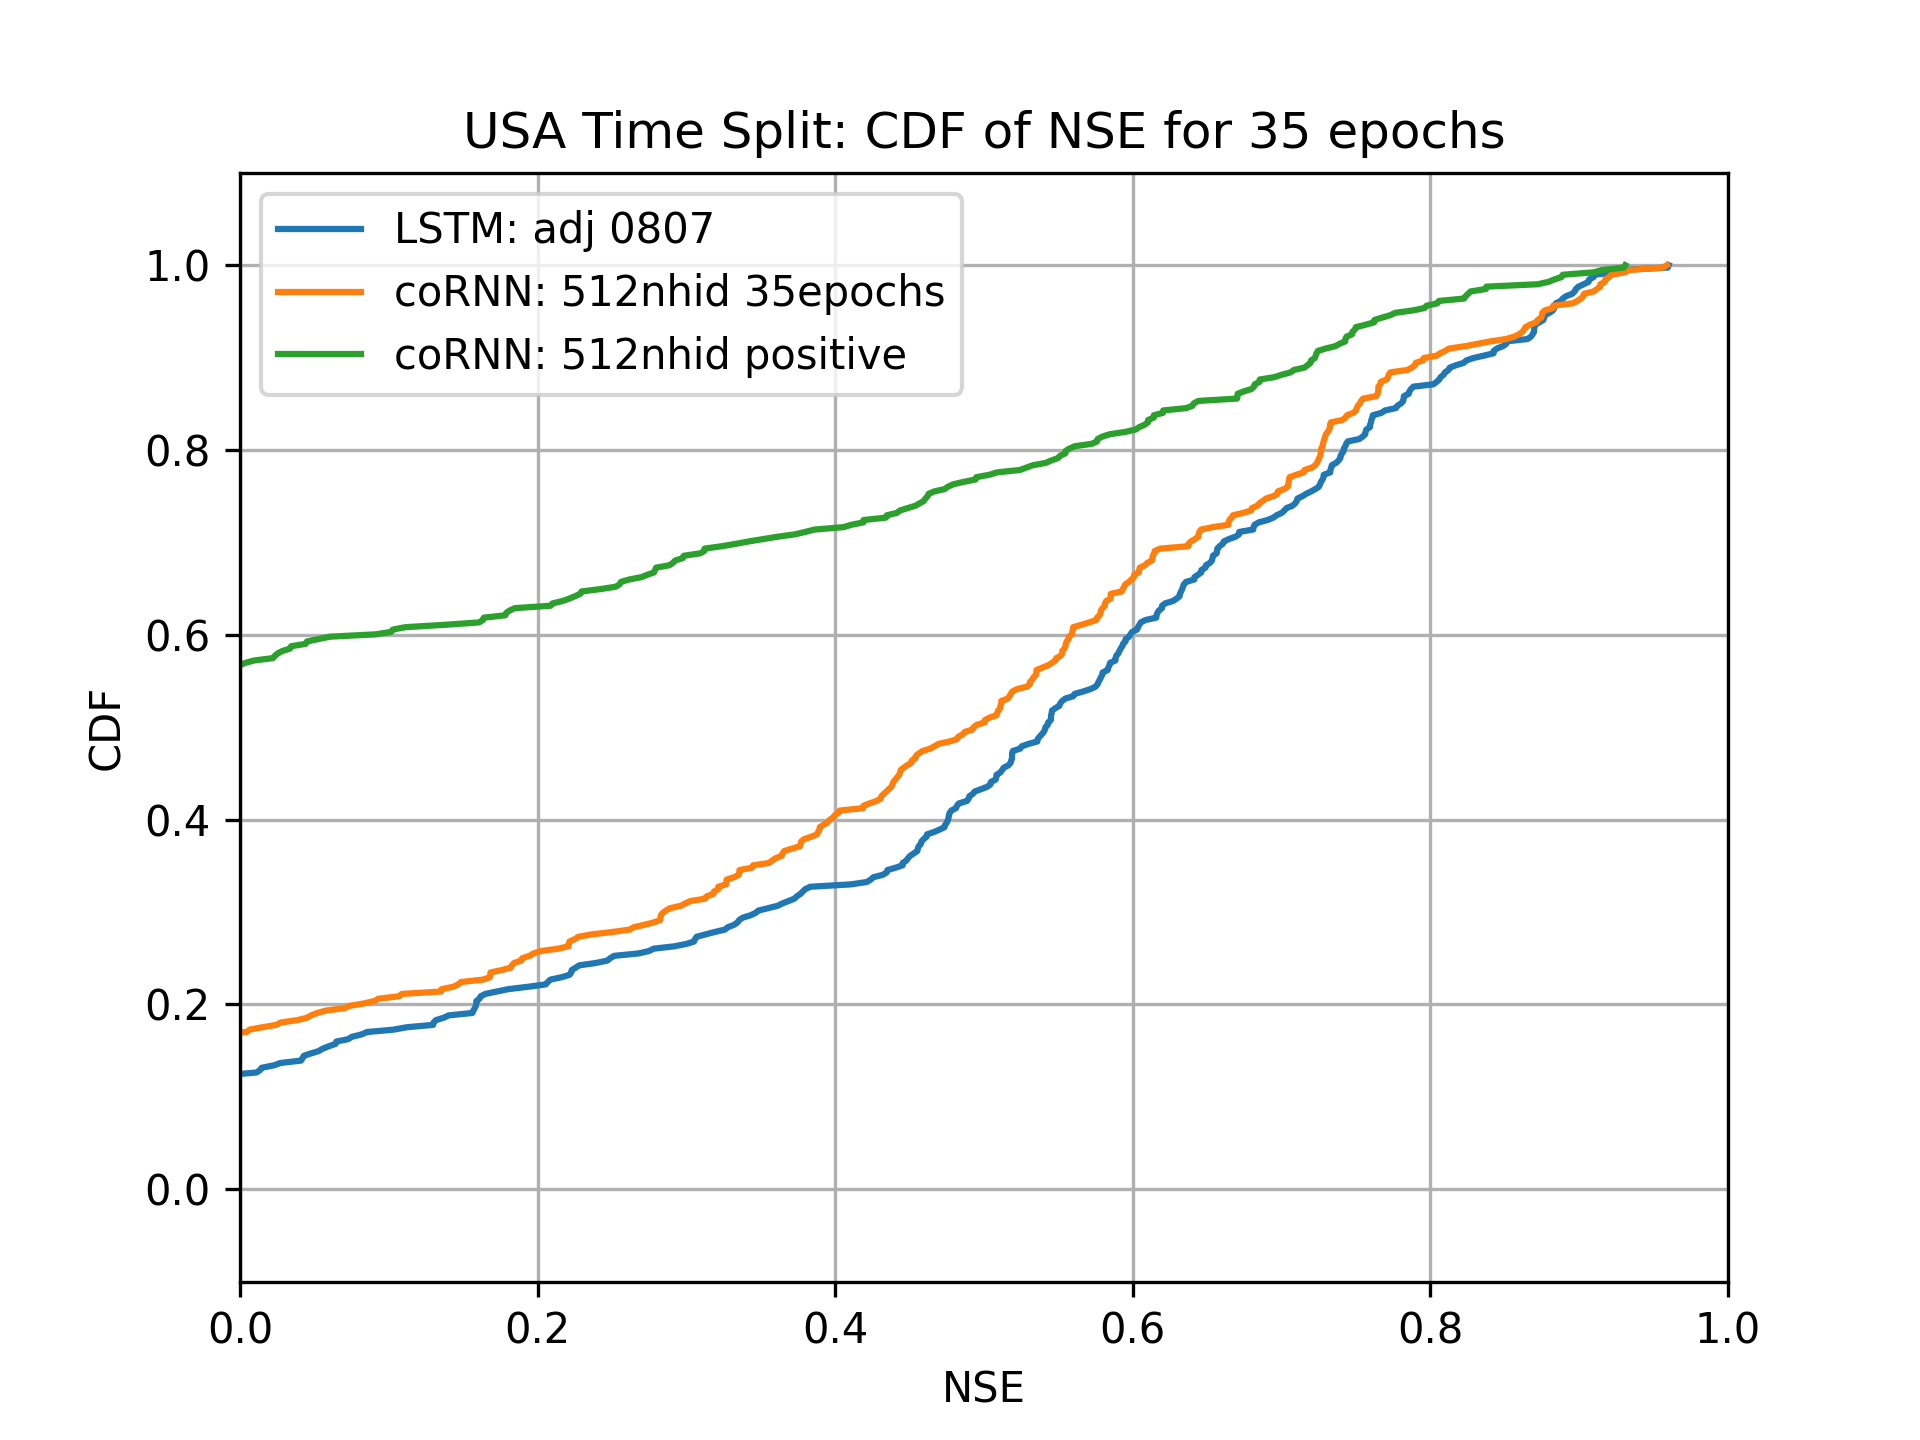 USA Time Split: CDF of NSE for 35 epochs
LSTM: adj 0807
coRNN: 512nhid 35epochs
coRNN: 512nhid positive
1.0
0.8
0.6
0.4
0.2
0.0
CDF
0.0 0.2 0.4 0.6 0.8 1.0
NSE